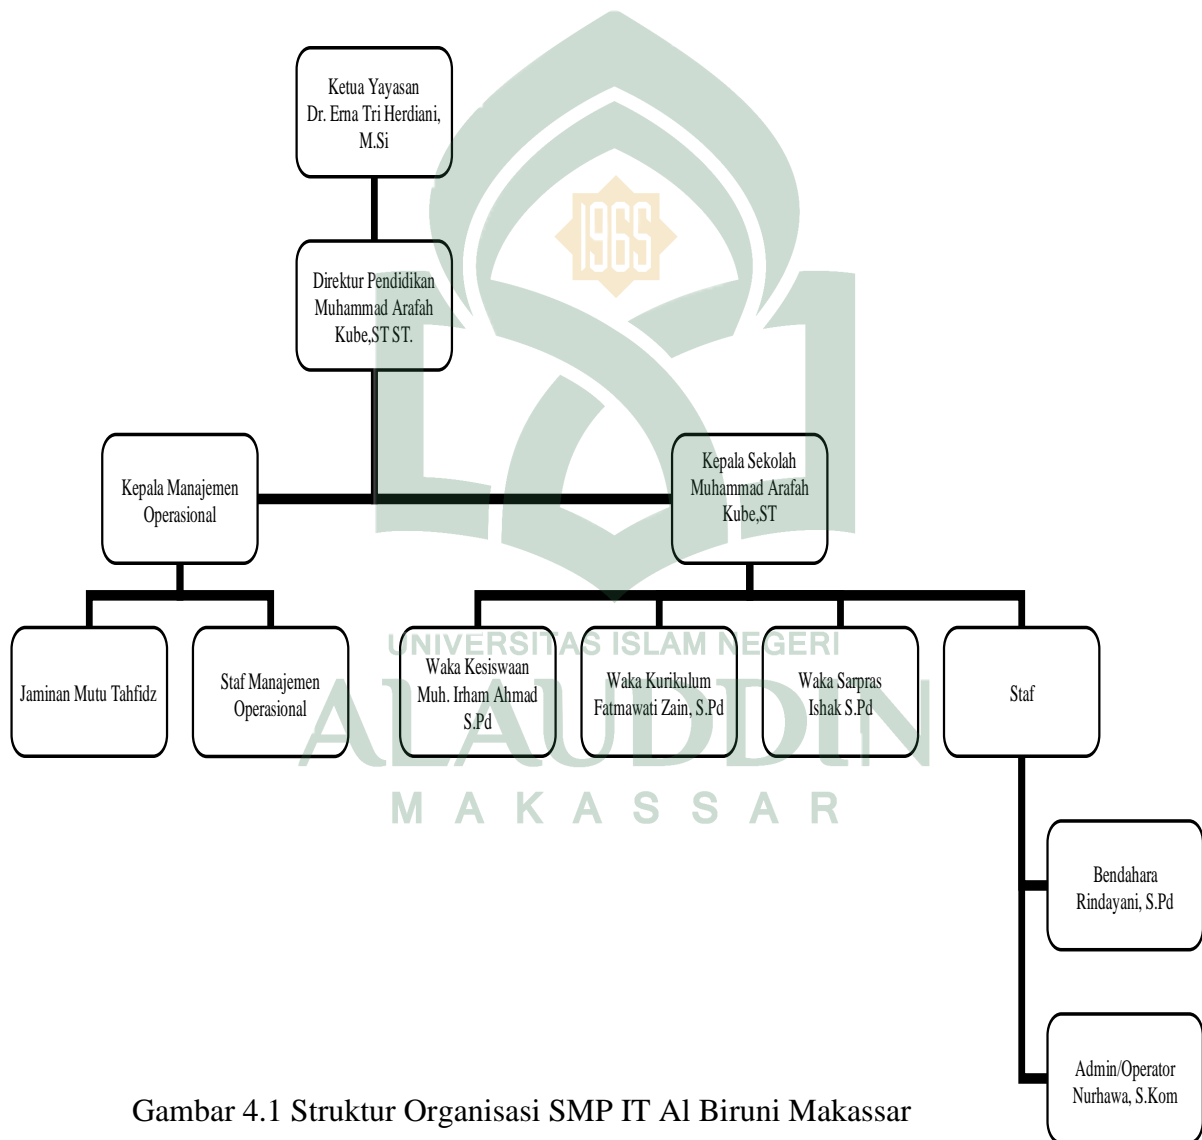 Ketua Yayasan
Dr. Erna Tri Herdiani,
M.Si
1965
Direktur Pendidikan
Muhammad Arafah
Kube,ST ST.
Kepala Manajemen
Operasional
Kepala Sekolah
Muhammad Arafah
Kube,ST
Jaminan Mutu Tahfidz
Staf Manajemen
Operasional
Waka Kesiswaan
Muh. Irham Ahmad
S.Pd
Waka Kurikulum
Fatmawati Zain, S.Pd
Waka Sarpras
Ishak S.Pd
Staf
UNIVERSITAS ISLAM NEGERI
ALAUDDIN
MAKASSAR
Bendahara
Rindayani, S.Pd
Admin/Operator
Nurhawa, S.Kom
Gambar 4.1 Struktur Organisasi SMP IT Al Biruni Makassar